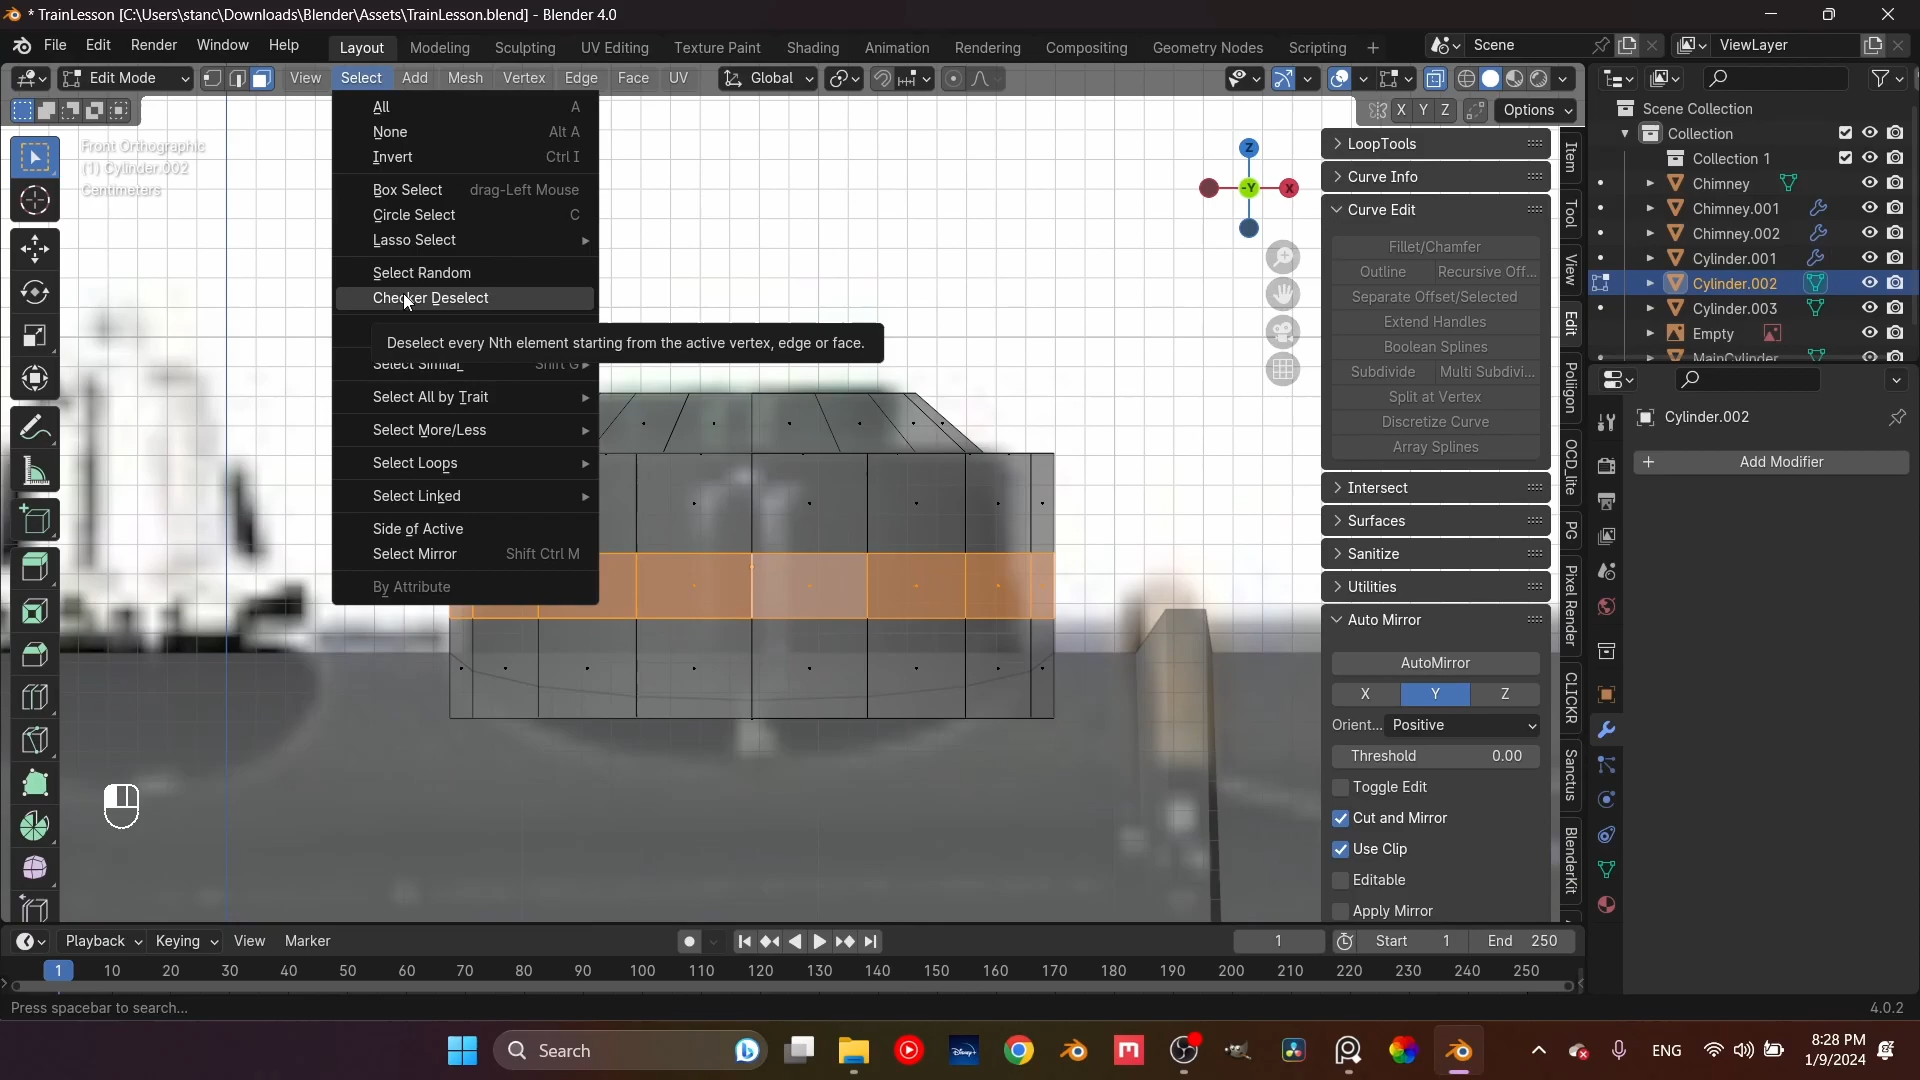 * TrainLesson [C:\Users\stanc\Downloads\Blender\Assets\TrainLesson.blend] - Blender 4.0
File Edit Render Window Help
Layout Modeling Sculpting UV Editing Texture Paint Shading Animation Rendering Compositing Geometry Nodes Scripting +
Scene
ViewLayer
Edit Mode
View Select Add Mesh Vertex Edge Face UV
Global
X Y Z Options
Front Orthographic
(1) Cylinder.002
Centimeters
All A
None Alt A
Invert Ctrl I
Box Select drag-Left Mouse
Circle Select C
Lasso Select
Select Random
Checker Deselect
Deselect every Nth element starting from the active vertex, edge or face.
Select Similar Shift G
Select All by Trait
Select More/Less
Select Loops
Select Linked
Side of Active
Select Mirror Shift Ctrl M
By Attribute
Z
-Y
X
LoopTools
Curve Info
Curve Edit
Fillet/Chamfer
Outline Recursive Off...
Separate Offset/Selected
Extend Handles
Boolean Splines
Subdivide Multi Subdivi...
Split at Vertex
Discretize Curve
Array Splines
Intersect
Surfaces
Sanitize
Utilities
Auto Mirror
AutoMirror
X Y Z
Orient... Positive
Threshold 0.00
Toggle Edit
Cut and Mirror
Use Clip
Editable
Apply Mirror
Item
Tool
View
Edit
Poliigon
OCD_lite
PG
Pixel Render
CLICKR
Sanctus
BlenderKit
Scene Collection
Collection
Collection 1
Chimney
Chimney.001
Chimney.002
Cylinder.001
Cylinder.002
Cylinder.003
Empty
MainCylinder
Cylinder.002
+ Add Modifier
Playback Keying View Marker
1 Start 1 End 250
1 10 20 30 40 50 60 70 80 90 100 110 120 130 140 150 160 170 180 190 200 210 220 230 240 250
Press spacebar to search...
4.0.2
Search
Disney+
ENG
8:28 PM
1/9/2024